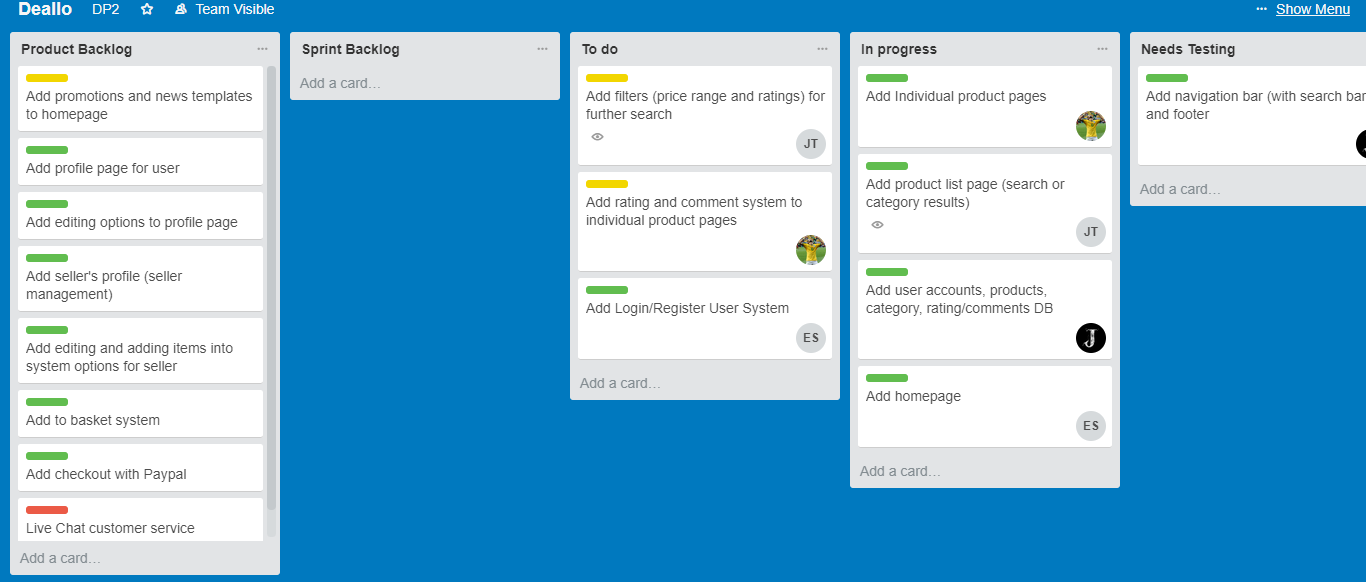 Deallo DP2 Team Visible ... Show Menu
Product Backlog ...
Add promotions and news templates
to homepage
Add profile page for user
Add editing options to profile page
Add seller's profile (seller
management)
Add editing and adding items into
system options for seller
Add to basket system
Add checkout with Paypal
Live Chat customer service
Add a card…
Sprint Backlog ...
Add a card…
To do ...
Add filters (price range and ratings) for
further search
JT
Add rating and comment system to
individual product pages
Add Login/Register User System
ES
Add a card…
In progress ...
Add Individual product pages
Add product list page (search or
category results)
JT
Add user accounts, products,
category, rating/comments DB
J
Add homepage
ES
Add a card…
Needs Testing
Add navigation bar (with search bar
and footer
Add a card…